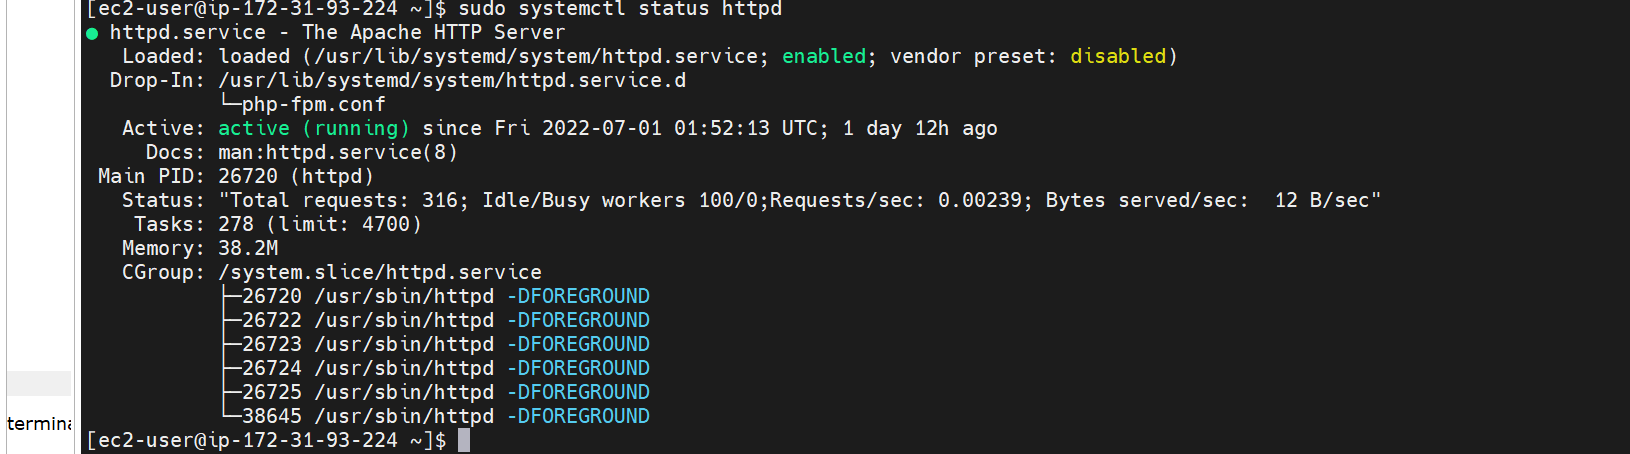 [ec2-user@ip-172-31-93-224 ~]$ sudo systemctl status httpd
● httpd.service - The Apache HTTP Server
   Loaded: loaded (/usr/lib/systemd/system/httpd.service; enabled; vendor preset: disabled)
  Drop-In: /usr/lib/systemd/system/httpd.service.d
           └─php-fpm.conf
   Active: active (running) since Fri 2022-07-01 01:52:13 UTC; 1 day 12h ago
     Docs: man:httpd.service(8)
 Main PID: 26720 (httpd)
   Status: "Total requests: 316; Idle/Busy workers 100/0;Requests/sec: 0.00239; Bytes served/sec:  12 B/sec"
    Tasks: 278 (limit: 4700)
   Memory: 38.2M
   CGroup: /system.slice/httpd.service
           ├─26720 /usr/sbin/httpd -DFOREGROUND
           ├─26722 /usr/sbin/httpd -DFOREGROUND
           ├─26723 /usr/sbin/httpd -DFOREGROUND
           ├─26724 /usr/sbin/httpd -DFOREGROUND
           ├─26725 /usr/sbin/httpd -DFOREGROUND
           └─38645 /usr/sbin/httpd -DFOREGROUND
[ec2-user@ip-172-31-93-224 ~]$